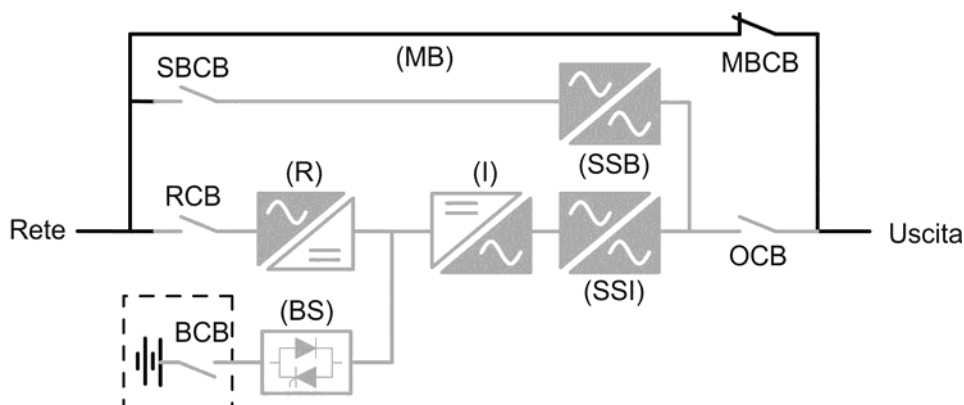 (MB)
MBCB
SBCB
(SSB)
(R)
(I)
RCB
Rete
Uscita
OCB
(SSI)
(BS)
BCB